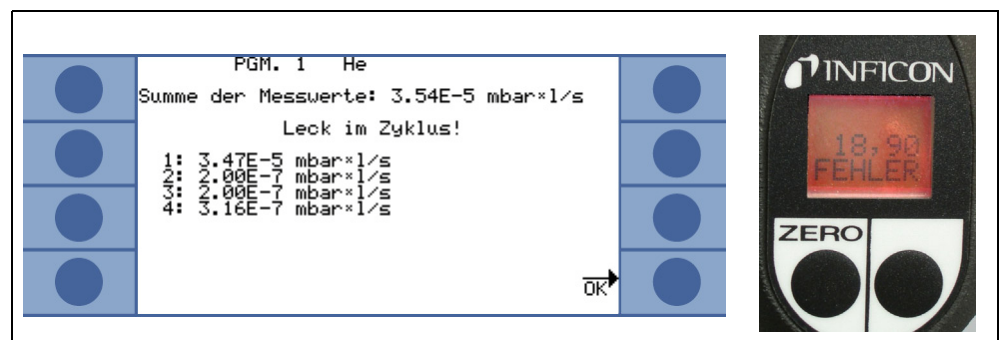 PGM. 1 He
Summe der Messwerte: 3.54E-5 mbar×l/s
Leck im Zyklus!
1: 3.47E-5 mbar×l/s
2: 2.00E-7 mbar×l/s
3: 2.00E-7 mbar×l/s
4: 3.16E-7 mbar×l/s
OK
INFICON
18,90
FEHLER
ZERO